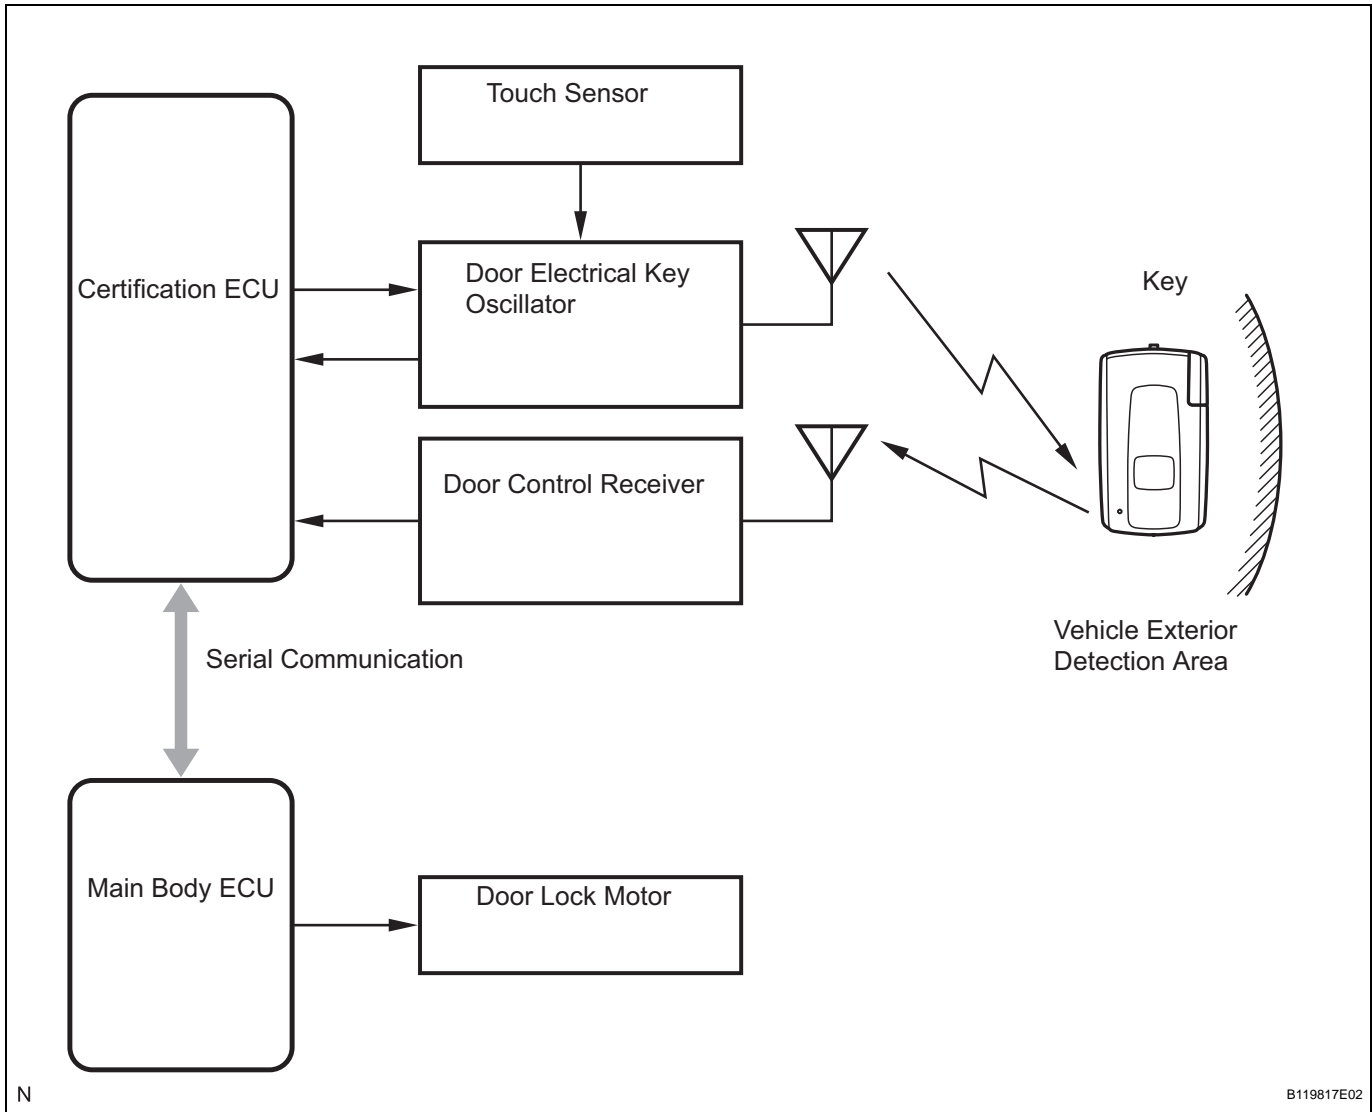 Touch Sensor
Certification ECU
Door Electrical Key
Oscillator
Key
Door Control Receiver
Vehicle Exterior
Detection Area
Serial Communication
Main Body ECU
Door Lock Motor
N
B119817E02